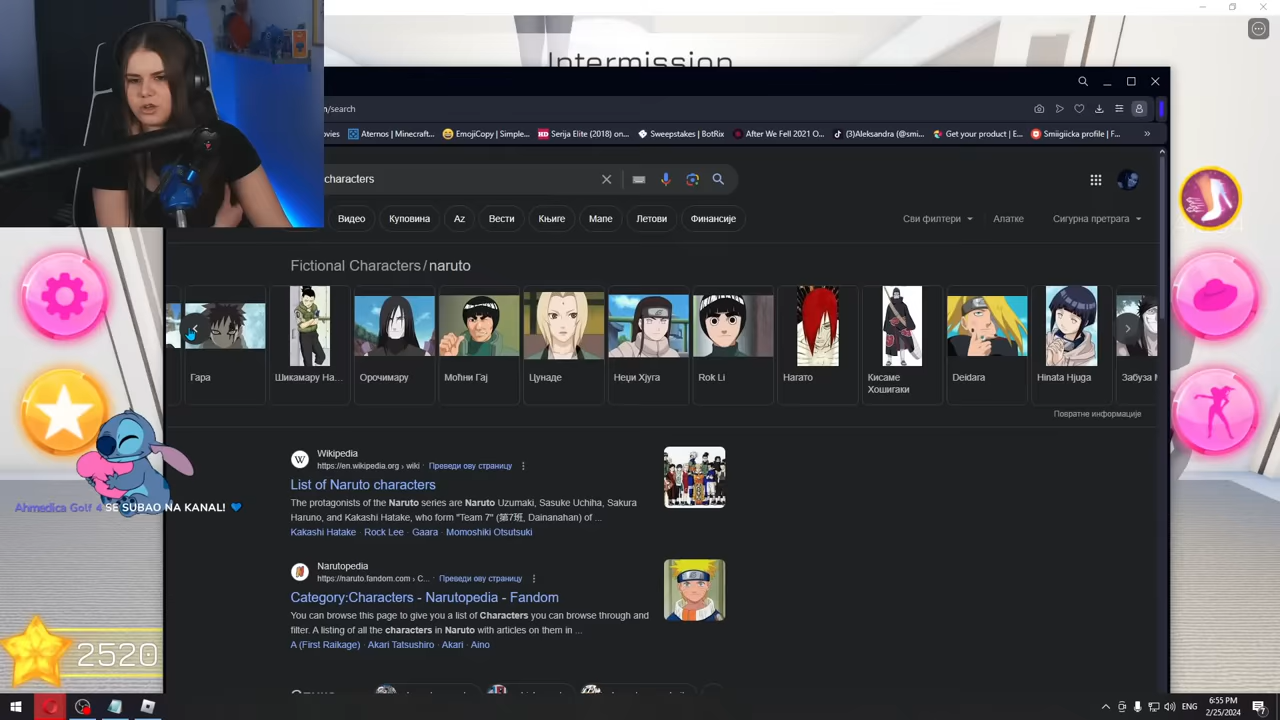 Intermission
n/search
ovies
Aternos | Minecraft...
EmojiCopy | Simple...
Serija Elite (2018) on...
Sweepstakes | BotRix
After We Fell 2021 O...
(3)Aleksandra (@smi...
Get your product | E...
Smiigiicka profile | F...
characters
Видео
Куповина
Az
Вести
Књиге
Мапе
Летови
Финансије
Сви филтери
Алатке
Сигурна претрага
Fictional Characters/naruto
Гара
Шикамару На...
Орочимару
Моћни Гај
Цунаде
Неџи Хјуга
Rok Li
Нагато
Кисаме
Хошигаки
Deidara
Hinata Hjuga
Забуза М
Повратне информације
W
Wikipedia
https://en.wikipedia.org › wiki
Преведи ову страницу
List of Naruto characters
The protagonists of the Naruto series are Naruto Uzumaki, Sasuke Uchiha, Sakura
Haruno, and Kakashi Hatake, who form "Team 7" (第7班, Dainanahan) of ...
Kakashi Hatake · Rock Lee · Gaara · Momoshiki Otsutsuki
Narutopedia
https://naruto.fandom.com › C...
Преведи ову страницу
Category:Characters - Narutopedia - Fandom
You can browse this page to give you a list of Characters you can browse through and
filter. A listing of all the characters in Naruto with articles on them in ...
A (First Raikage) · Akari Tatsushiro · Akari · Aino
Ahmedica Golf 4 SE SUBAO NA KANAL!
2520
ENG
6:55 PM
2/25/2024
7